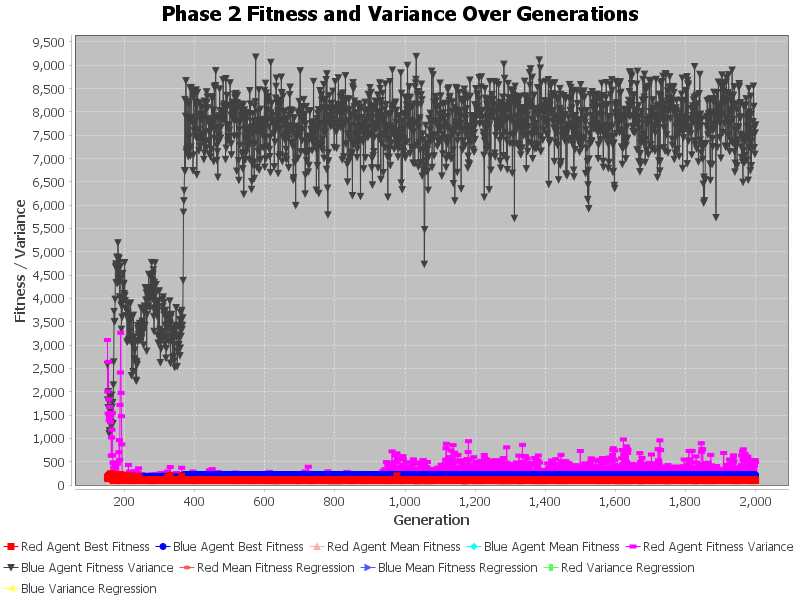 Phase 2 Fitness and Variance Over Generations
9,500
9,000
8,500
8,000
7,500
7,000
6,500
6,000
5,500
5,000
4,500
4,000
3,500
3,000
2,500
2,000
1,500
1,000
500
0
Fitness / Variance
200 400 600 800 1,000 1,200 1,400 1,600 1,800 2,000
Generation
Red Agent Best Fitness Blue Agent Best Fitness Red Agent Mean Fitness Blue Agent Mean Fitness Red Agent Fitness Variance
Blue Agent Fitness Variance Red Mean Fitness Regression Blue Mean Fitness Regression Red Variance Regression
Blue Variance Regression